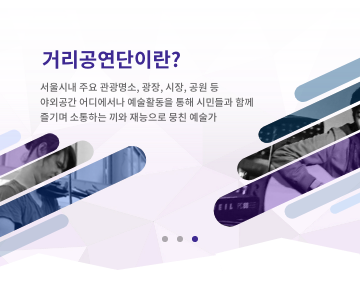 거리공연단이란?
서울시내 주요 관광명소, 광장, 시장, 공원 등
야외공간 어디에서나 예술활동을 통해 시민들과 함께
즐기며 소통하는 끼와 재능으로 뭉친 예술가